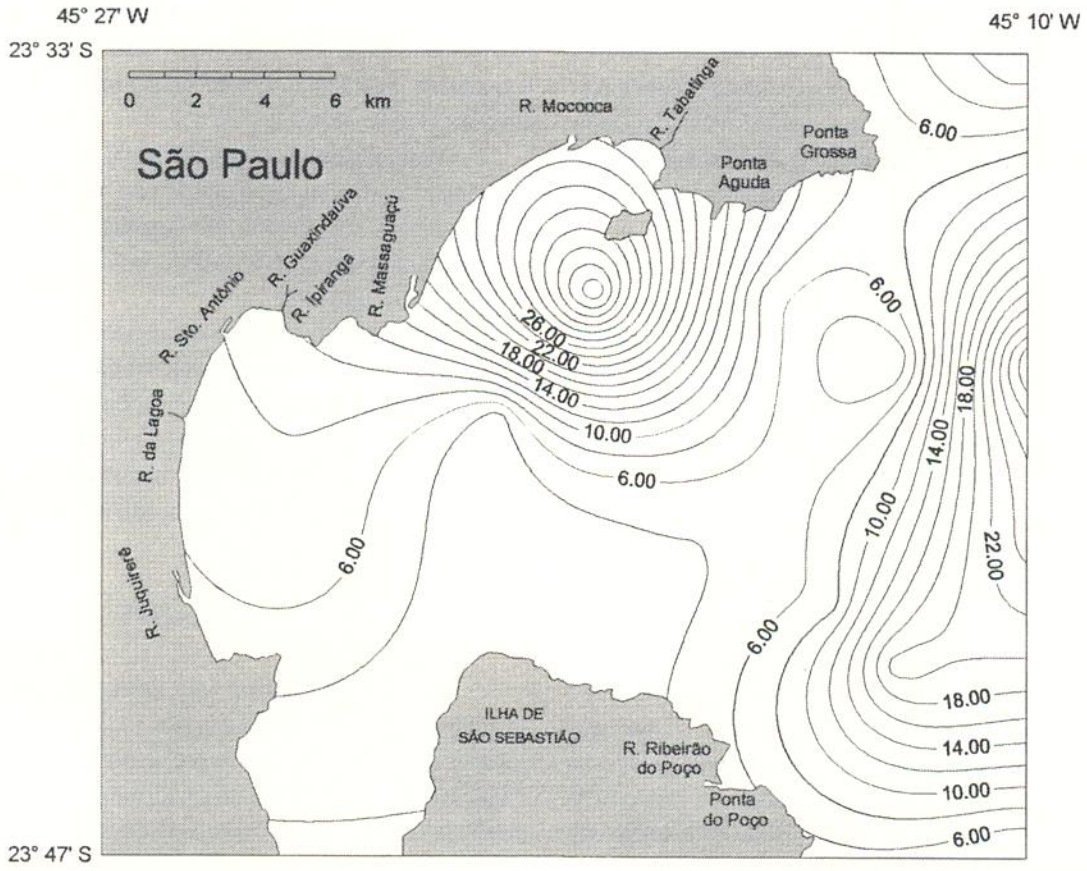 45° 27' W
45° 10' W
23° 33' S
0 2 4 6 km
R. Mococa
R. Tabatinga
Ponta
Grossa
6.00
São Paulo
Ponta
Aguda
R. Guaxindaúva
R. Massaguaçú
R. Ipiranga
R. Sto. Antônio
6.00
26.00
22.00
18.00
14.00
10.00
6.00
18.00
14.00
10.00
22.00
R. da Lagoa
6.00
R. Juquirerê
6.00
18.00
14.00
10.00
6.00
ILHA DE
SÃO SEBASTIÃO
R. Ribeirão
do Poço
Ponta
do Poço
23° 47' S